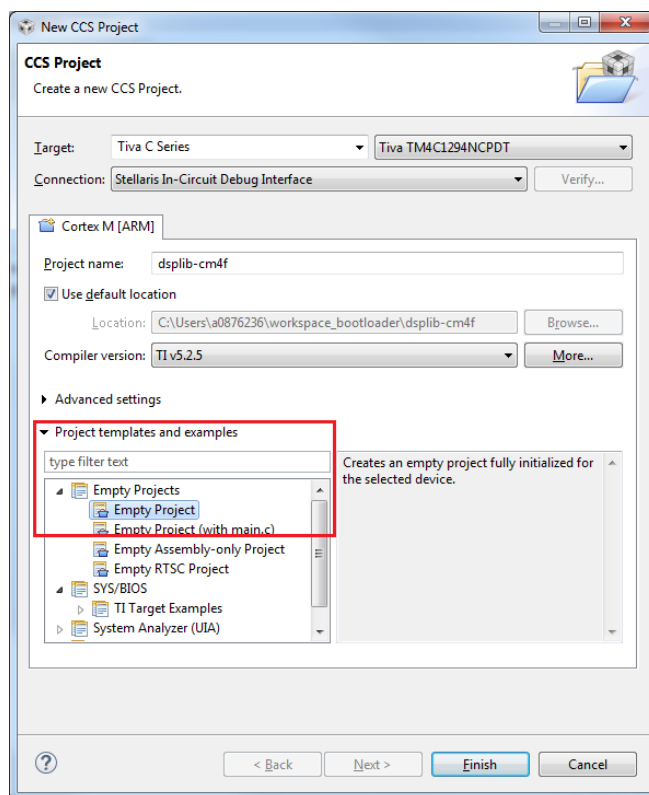 New CCS Project
CCS Project
Create a new CCS Project.
Target: Tiva C Series Tiva TM4C1294NCPDT
Connection: Stellaris In-Circuit Debug Interface Verify...
Cortex M [ARM]
Project name: dsplib-cm4f
Use default location
Location: C:\Users\a0876236\workspace_bootloader\dsplib-cm4f Browse...
Compiler version: TI v5.2.5 More...
Advanced settings
Project templates and examples
type filter text
Creates an empty project fully initialized for
the selected device.
Empty Projects
Empty Project
Empty Project (with main.c)
Empty Assembly-only Project
Empty RTSC Project
SYS/BIOS
TI Target Examples
System Analyzer (UIA)
< Back Next > Finish Cancel